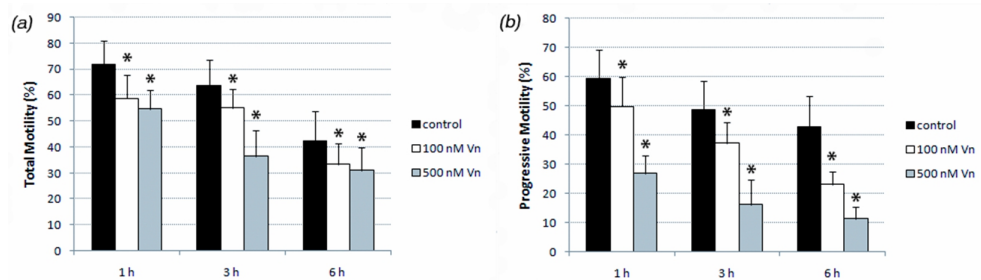 (a)
90
80
70
60
50
40
30
20
10
0
Total Motility (%)
* * * * * *
1 h 3 h 6 h
control
100 nM Vn
500 nM Vn
(b)
80
70
60
50
40
30
20
10
0
Progressive Motility (%)
* * * * * *
1 h 3 h 6 h
control
100 nM Vn
500 nM Vn